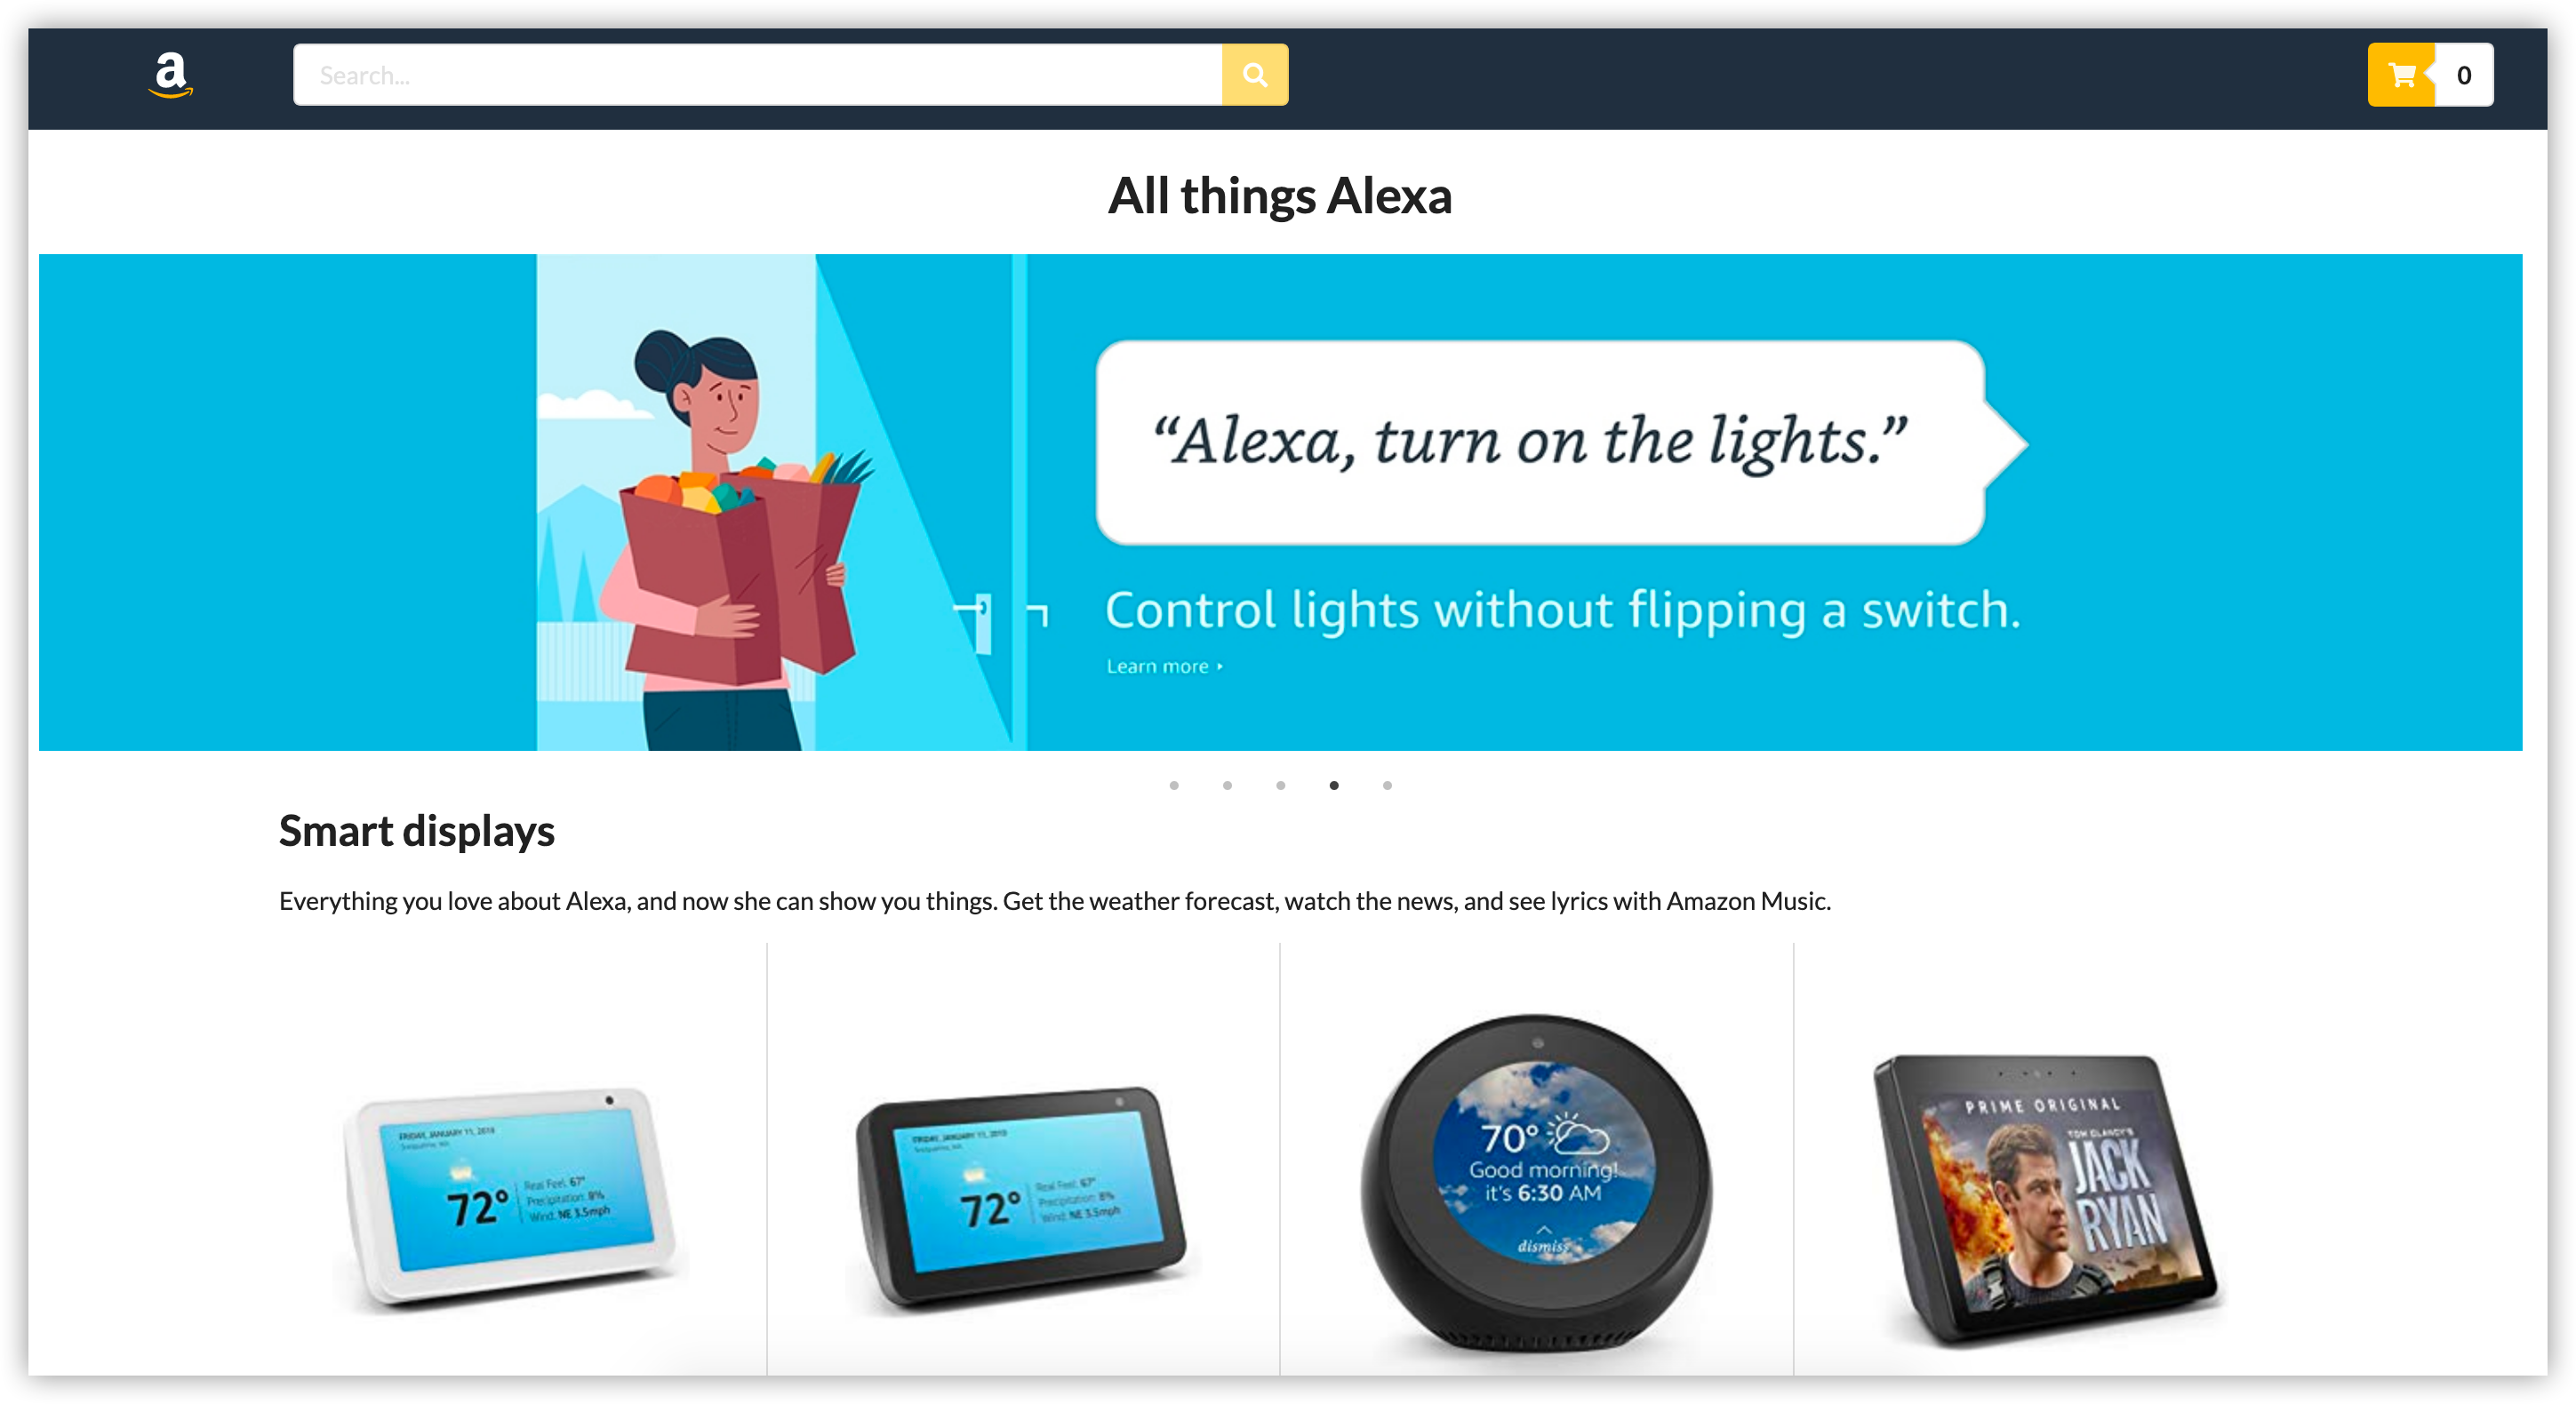 a
Search...
0
All things Alexa
“Alexa, turn on the lights.”
Control lights without flipping a switch.
Learn more
Smart displays
Everything you love about Alexa, and now she can show you things. Get the weather forecast, watch the news, and see lyrics with Amazon Music.
FRIDAY, JANUARY 11, 2019
72°
Real Feel: 67°
Precipitation: 8%
Wind: NE 3.5mph
FRIDAY, JANUARY 11, 2019
72°
Real Feel: 67°
Precipitation: 8%
Wind: NE 3.5mph
70°
Good morning!
it's 6:30 AM
dismiss
PRIME ORIGINAL
TOM CLANCY'S
JACK
RYAN